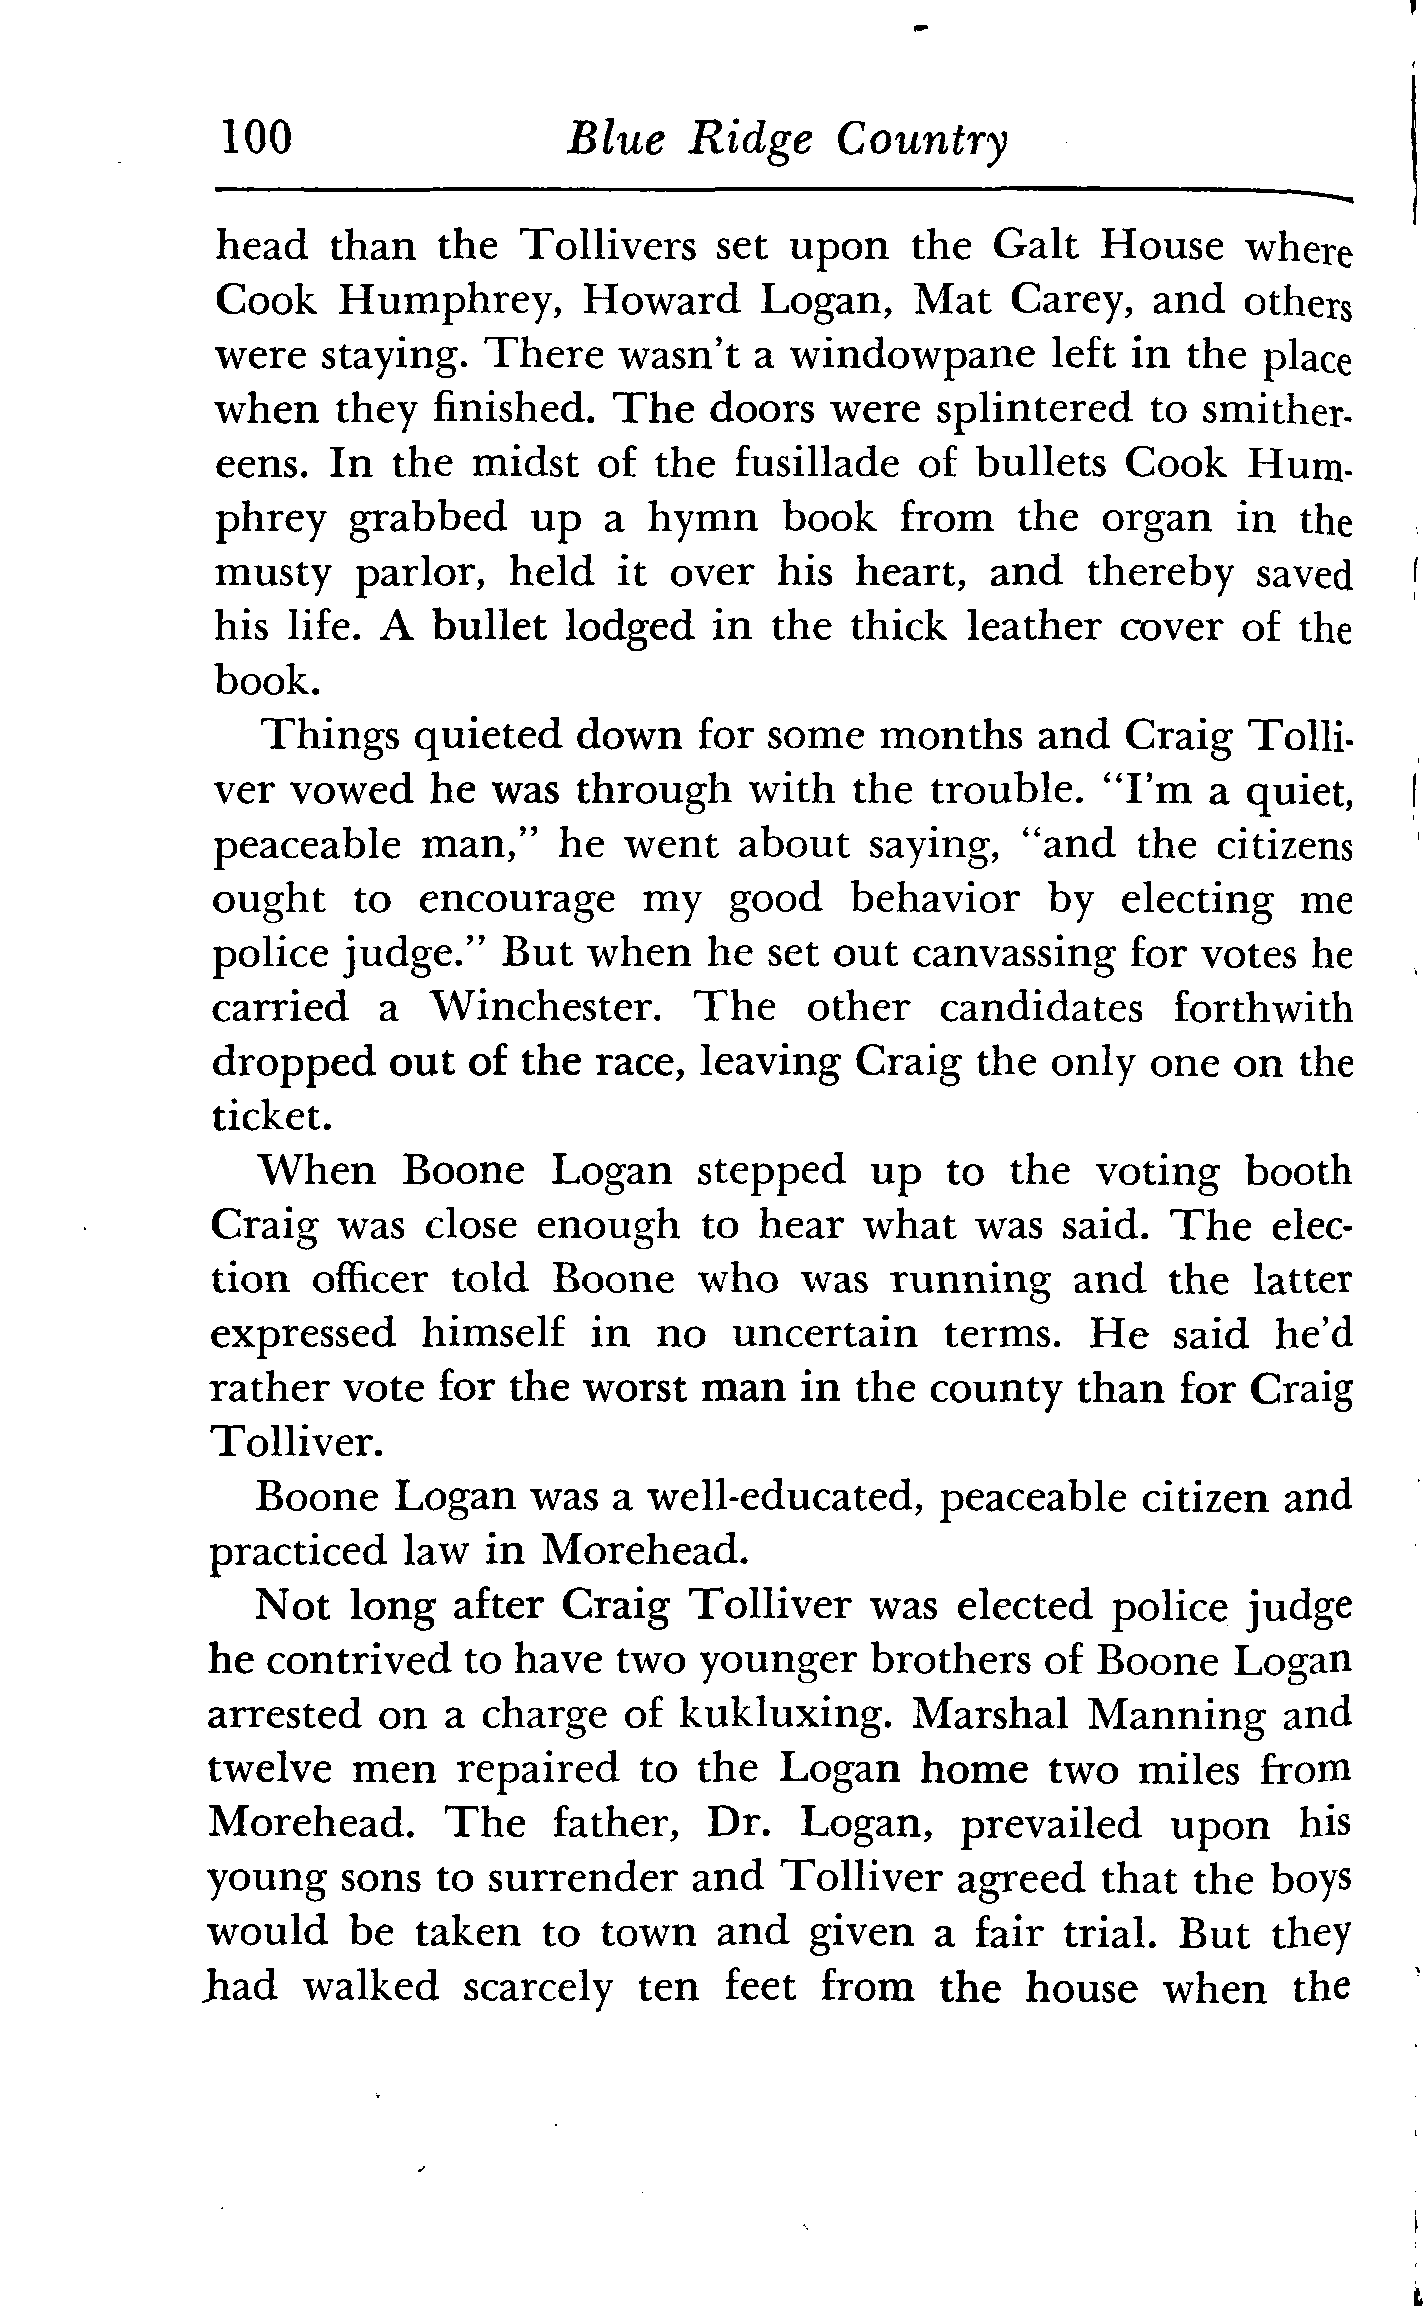 100 Blue Ridge Country
head than the Tollivers set upon the Galt House where
Cook Humphrey, Howard Logan, Mat Carey, and others
were staying. There wasn't a windowpane left in the place
when they finished. The doors were splintered to smither-
eens. In the midst of the fusillade of bullets Cook Hum-
phrey grabbed up a hymn book from the organ in the
musty parlor, held it over his heart, and thereby saved
his life. A bullet lodged in the thick leather cover of the
book.
Things quieted down for some months and Craig Tolli-
ver vowed he was through with the trouble. "I'm a quiet,
peaceable man," he went about saying, "and the citizens
ought to encourage my good behavior by electing me
police judge." But when he set out canvassing for votes he
carried a Winchester. The other candidates forthwith
dropped out of the race, leaving Craig the only one on the
ticket.
When Boone Logan stepped up to the voting booth
Craig was close enough to hear what was said. The elec-
tion officer told Boone who was running and the latter
expressed himself in no uncertain terms. He said he'd
rather vote for the worst man in the county than for Craig
Tolliver.
Boone Logan was a well-educated, peaceable citizen and
practiced law in Morehead.
Not long after Craig Tolliver was elected police judge
he contrived to have two younger brothers of Boone Logan
arrested on a charge of kukluxing. Marshal Manning and
twelve men repaired to the Logan home two miles from
Morehead. The father, Dr. Logan, prevailed upon his
young sons to surrender and Tolliver agreed that the boys
would be taken to town and given a fair trial. But they
had walked scarcely ten feet from the house when the